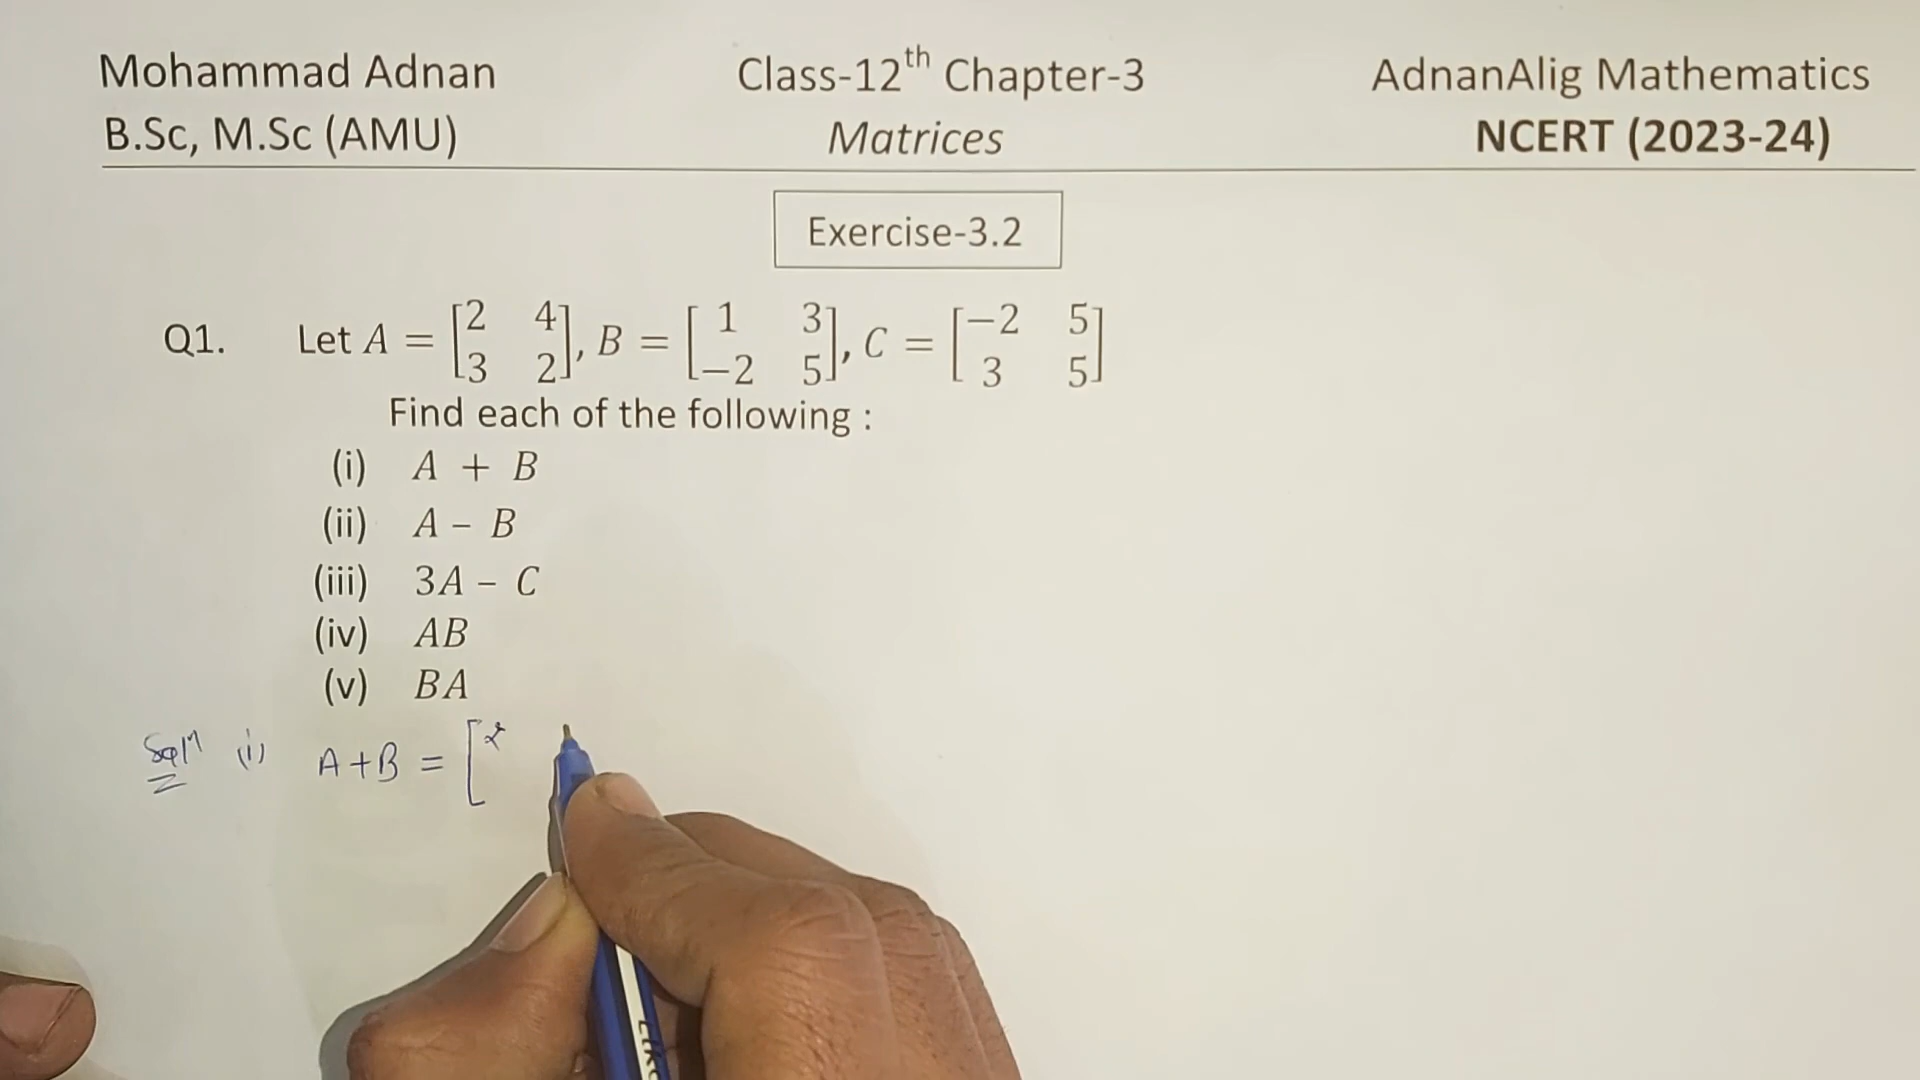 Mohammad Adnan
B.Sc, M.Sc (AMU)
Class-12th Chapter-3
Matrices
AdnanAlig Mathematics
NCERT (2023-24)
Exercise-3.2
Q1. Let A = [2 4; 3 2], B = [1 3; −2 5], C = [−2 5; 3 5]
Find each of the following :
(i) A + B
(ii) A – B
(iii) 3A – C
(iv) AB
(v) BA
Solⁿ (i) A+B = [2